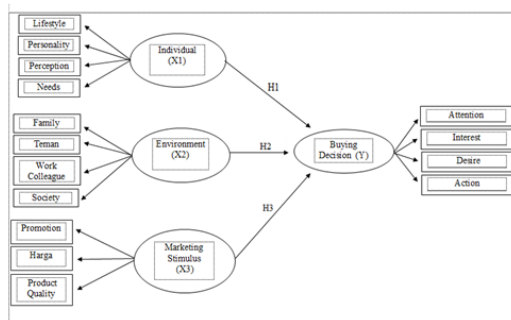 Lifestyle
Personality
Perception
Needs
Individual
(X1)
H1
Family
Teman
Work
Colleague
Society
Environment
(X2)
H2
Buying
Decision (Y)
Attention
Interest
Desire
Action
H3
Promotion
Harga
Product
Quality
Marketing
Stimulus
(X3)